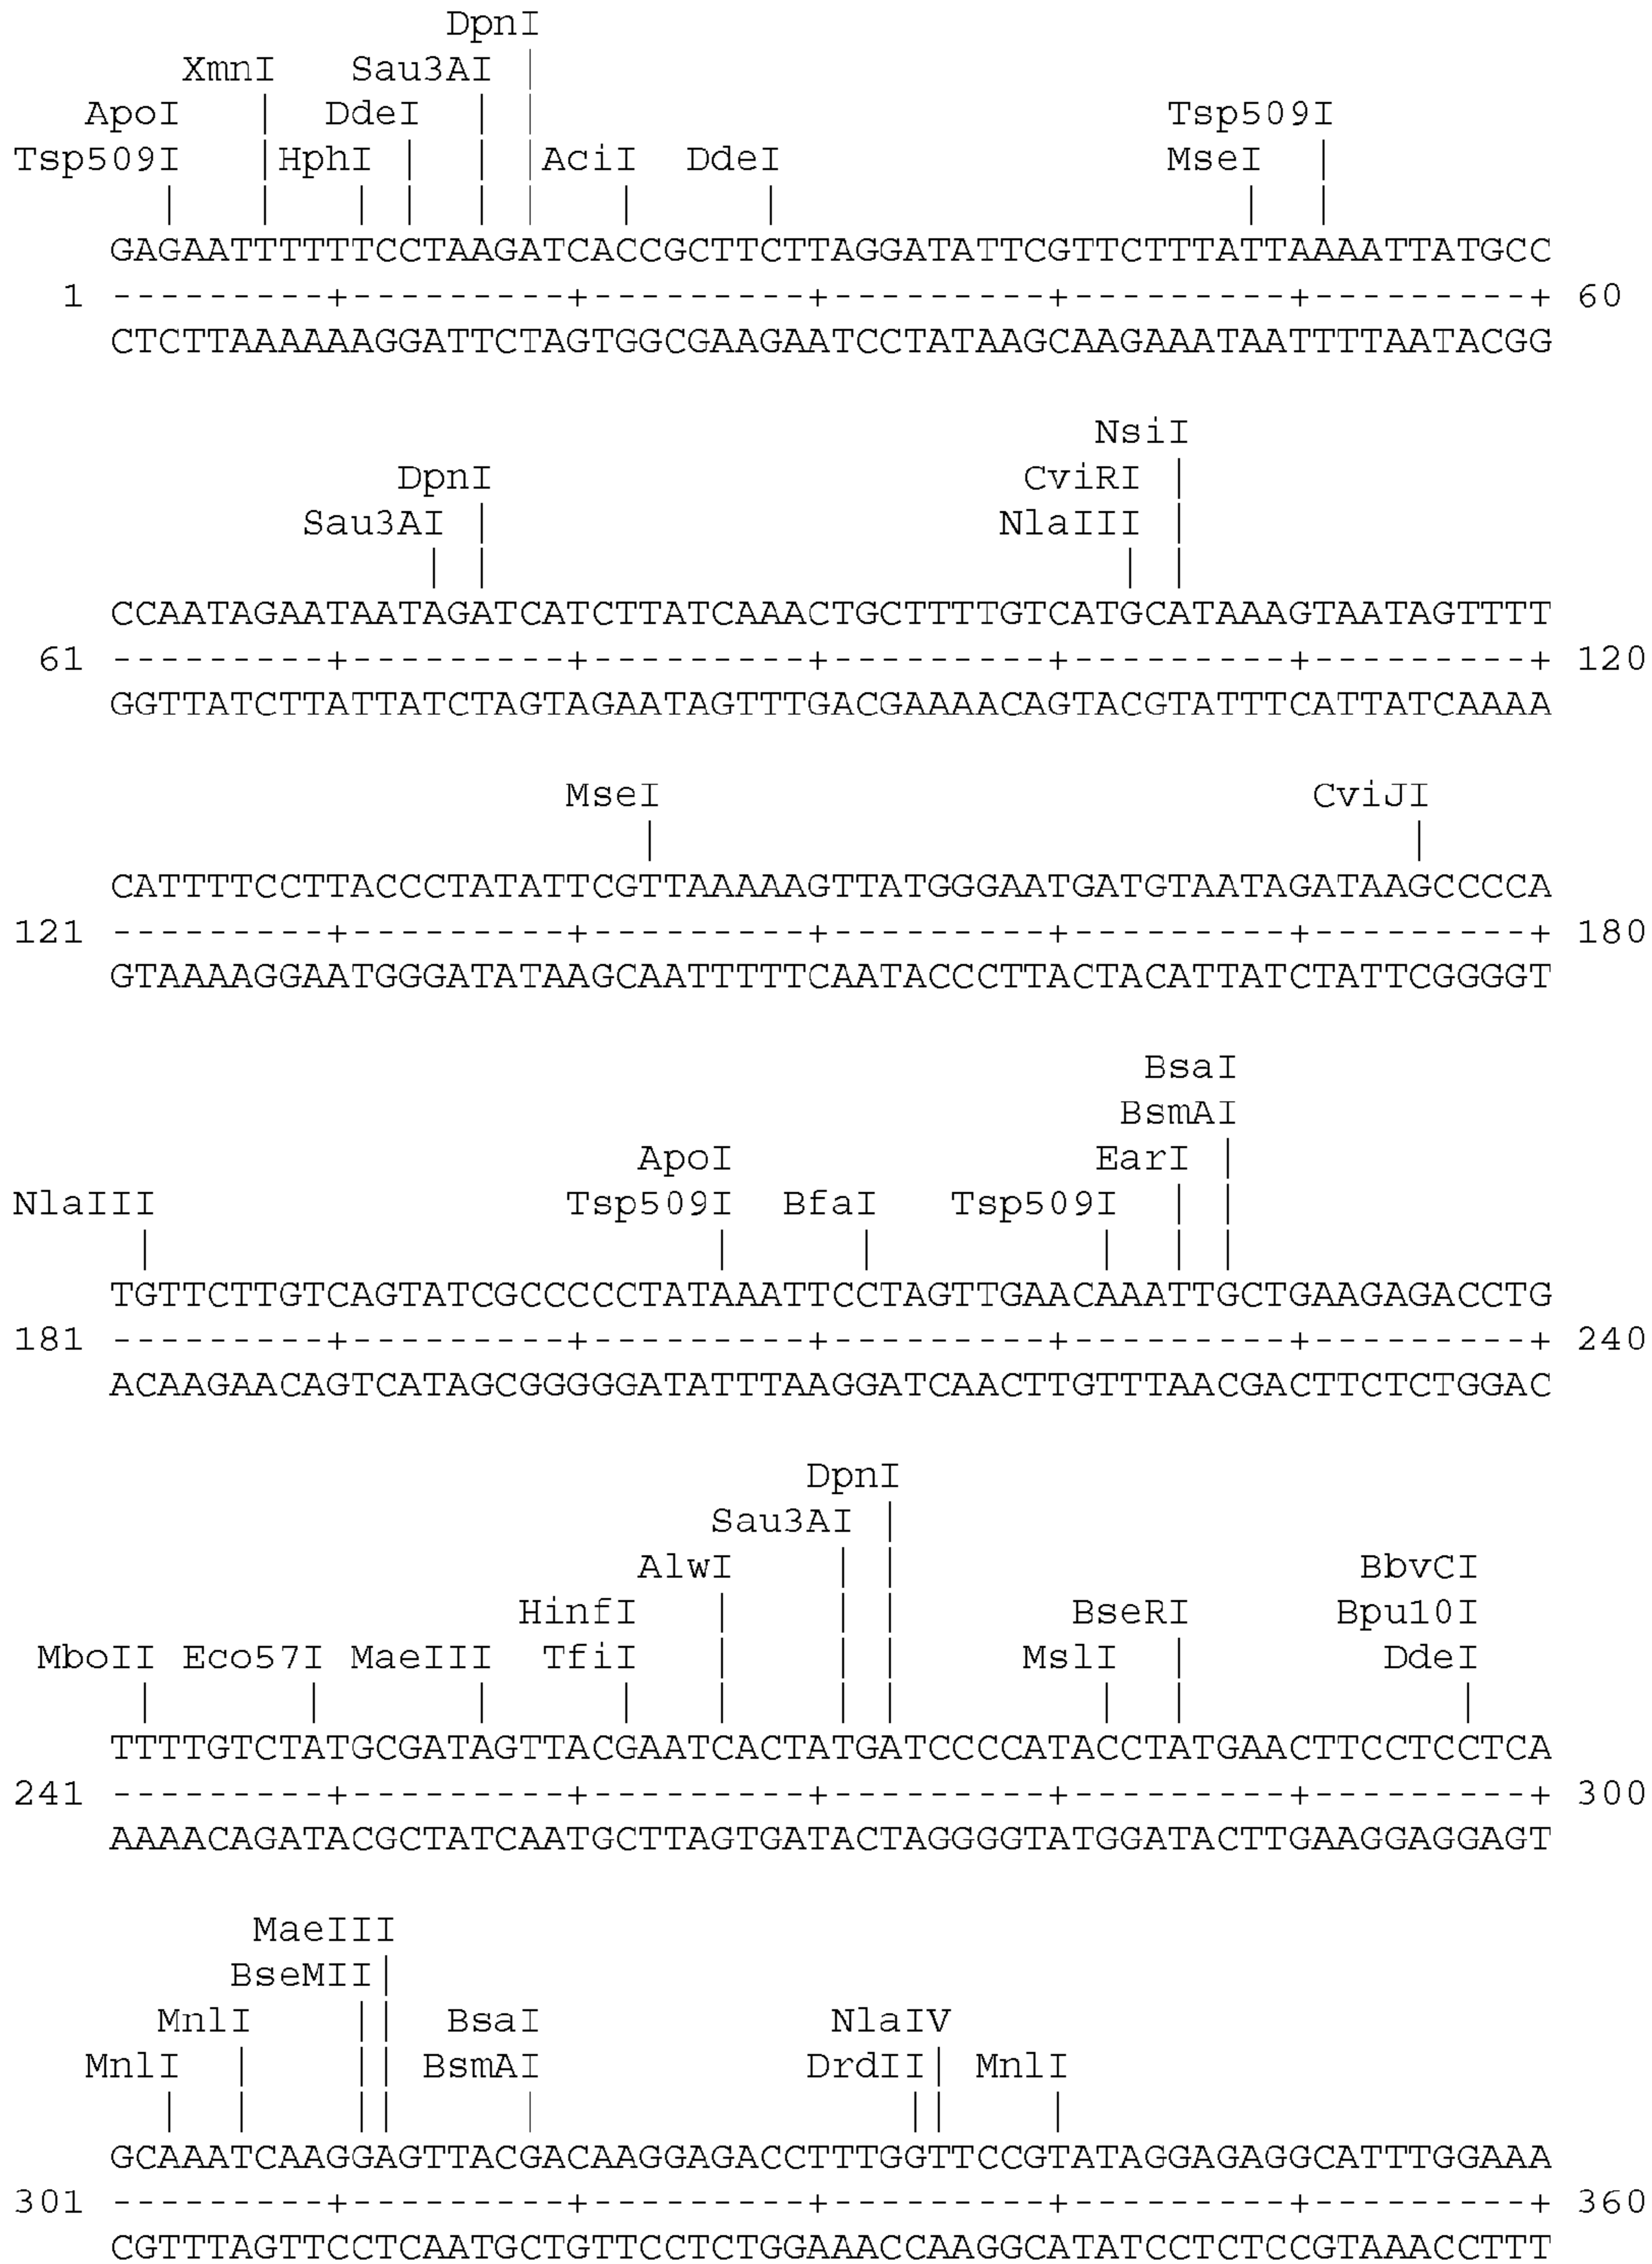 DpnI
XmnI Sau3AI |
ApoI | DdeI | |
Tsp509I |HphI | | |AciI DdeI MseI Tsp509I
| | | | | | | | | |
GAGAATTTTTTCCTAAGATCACCGCTTCTTAGGATATTCGTTCTTTATTAAAATTATGCC
1 ---------+---------+---------+---------+---------+---------+ 60
CTCTTAAAAAAGGATTCTAGTGGCGAAGAATCCTATAAGCAAGAAATAATTTTAATACGG
NsiI
DpnI CviRI |
Sau3AI | NlaIII |
| | | |
CCAATAGAATAATAGATCATCTTATCAAACTGCTTTTGTCATGCATAAAGTAATAGTTTT
61 ---------+---------+---------+---------+---------+---------+ 120
GGTTATCTTATTATCTAGTAGAATAGTTTGACGAAAACAGTACGTATTTCATTATCAAAA
MseI CviJI
| |
CATTTTCCTTACCCTATATTCGTTAAAAAGTTATGGGAATGATGTAATAGATAAGCCCCA
121 ---------+---------+---------+---------+---------+---------+ 180
GTAAAAGGAATGGGATATAAGCAATTTTTCAATACCCTTACTACATTATCTATTCGGGGT
BsaI
BsmAI
ApoI EarI |
NlaIII Tsp509I BfaI Tsp509I | |
| | | | | |
TGTTCTTGTCAGTATCGCCCCCTATAAATTCCTAGTTGAACAAATTGCTGAAGAGACCTG
181 ---------+---------+---------+---------+---------+---------+ 240
ACAAGAACAGTCATAGCGGGGGATATTTAAGGATCAACTTGTTTAACGACTTCTCTGGAC
DpnI
Sau3AI |
AlwI | | BbvCI
HinfI | | | BseRI Bpu10I
MboII Eco57I MaeIII TfiI | | | MslI | DdeI
| | | | | | | | | |
TTTTGTCTATGCGATAGTTACGAATCACTATGATCCCCATACCTATGAACTTCCTCCTCA
241 ---------+---------+---------+---------+---------+---------+ 300
AAAACAGATACGCTATCAATGCTTAGTGATACTAGGGGTATGGATACTTGAAGGAGGAGT
MaeIII
BseMII|
MnlI || BsaI NlaIV
MnlI | || BsmAI DrdII| MnlI
| | || | || |
GCAAATCAAGGAGTTACGACAAGGAGACCTTTGGTTCCGTATAGGAGAGGCATTTGGAAA
301 ---------+---------+---------+---------+---------+---------+ 360
CGTTTAGTTCCTCAATGCTGTTCCTCTGGAAACCAAGGCATATCCTCTCCGTAAACCTTT